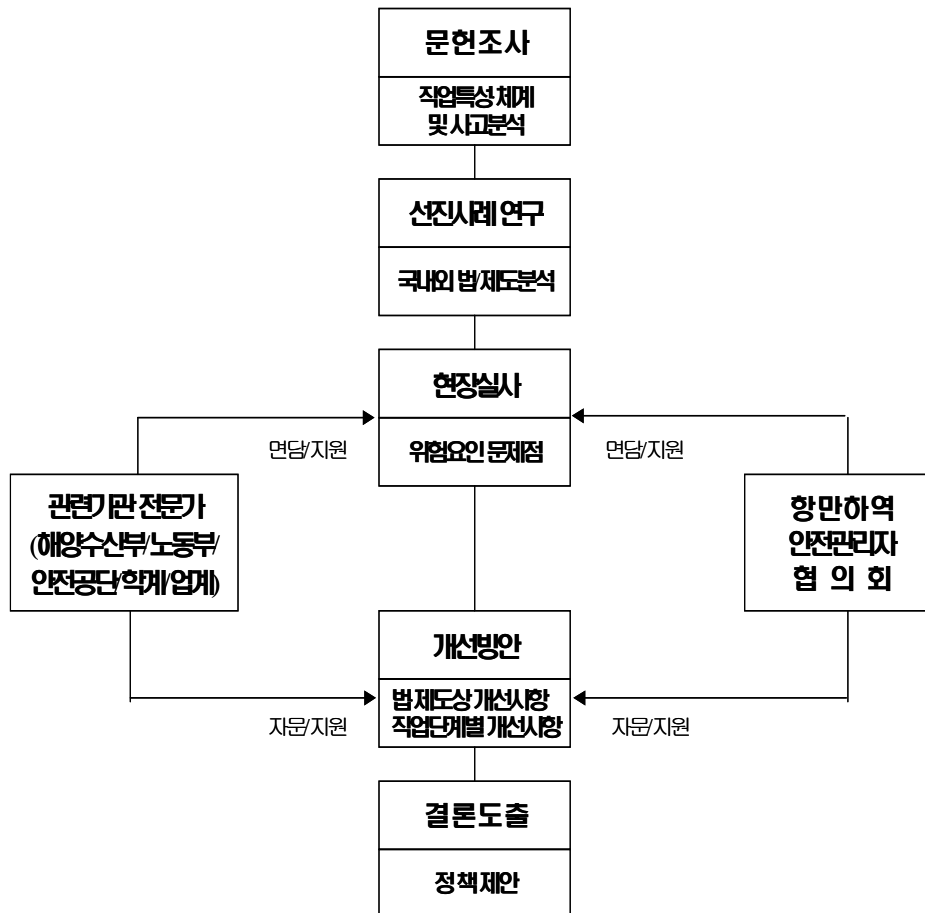 문헌조사
직업특성 체계
및 사고분석
선진사례 연구
국내외 법/제도분석
현장실사
위험요인 문제점
면담/지원
면담/지원
관련기관 전문가
(해양수산부/노동부/
안전공단/학계/업계)
항만하역
안전관리자
협 의 회
개선방안
법·제도상 개선사항
직업단계별 개선사항
자문/지원
자문/지원
결론도출
정책제안